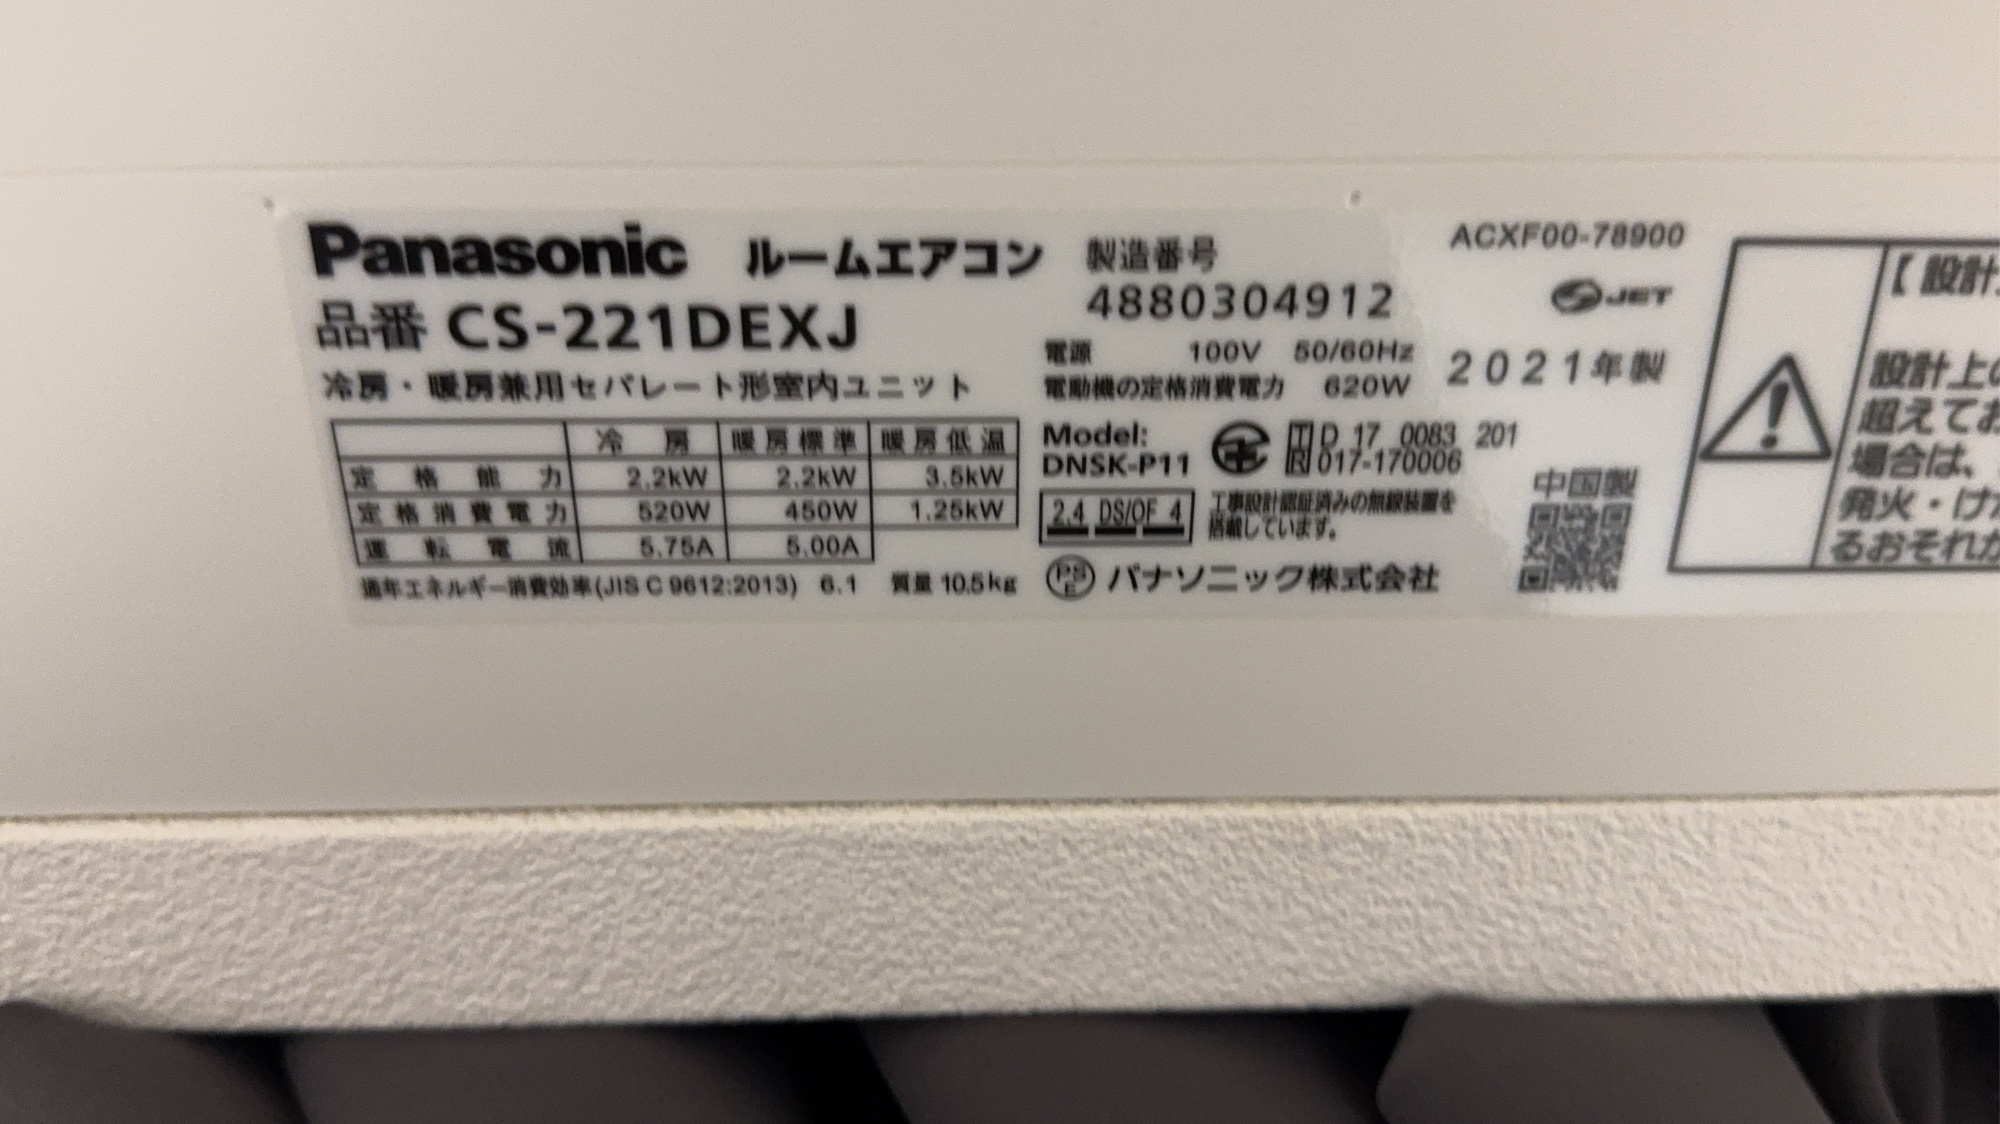 Panasonic ルームエアコン
品番 CS-221DEXJ
冷房・暖房兼用セパレート形室内ユニット
冷房 暖房標準 暖房低温
定格能力 2.2kW 2.2kW 3.5kW
定格消費電力 520W 450W 1.25kW
運転電流 5.75A 5.00A
通年エネルギー消費効率(JIS C 9612:2013) 6.1 質量 10.5kg
製造番号
4880304912
電源 100V 50/60Hz
電動機の定格消費電力 620W
Model:
DNSK-P11
T D 17 0083 201
R 017-170006
2.4 DS/OF 4
工事設計認証済みの無線装置を
搭載しています。
PSE パナソニック株式会社
ACXF00-78900
JET
2021年製
中国製
【設計
設計上の
超えてお
場合は、
発火・けが
るおそれが